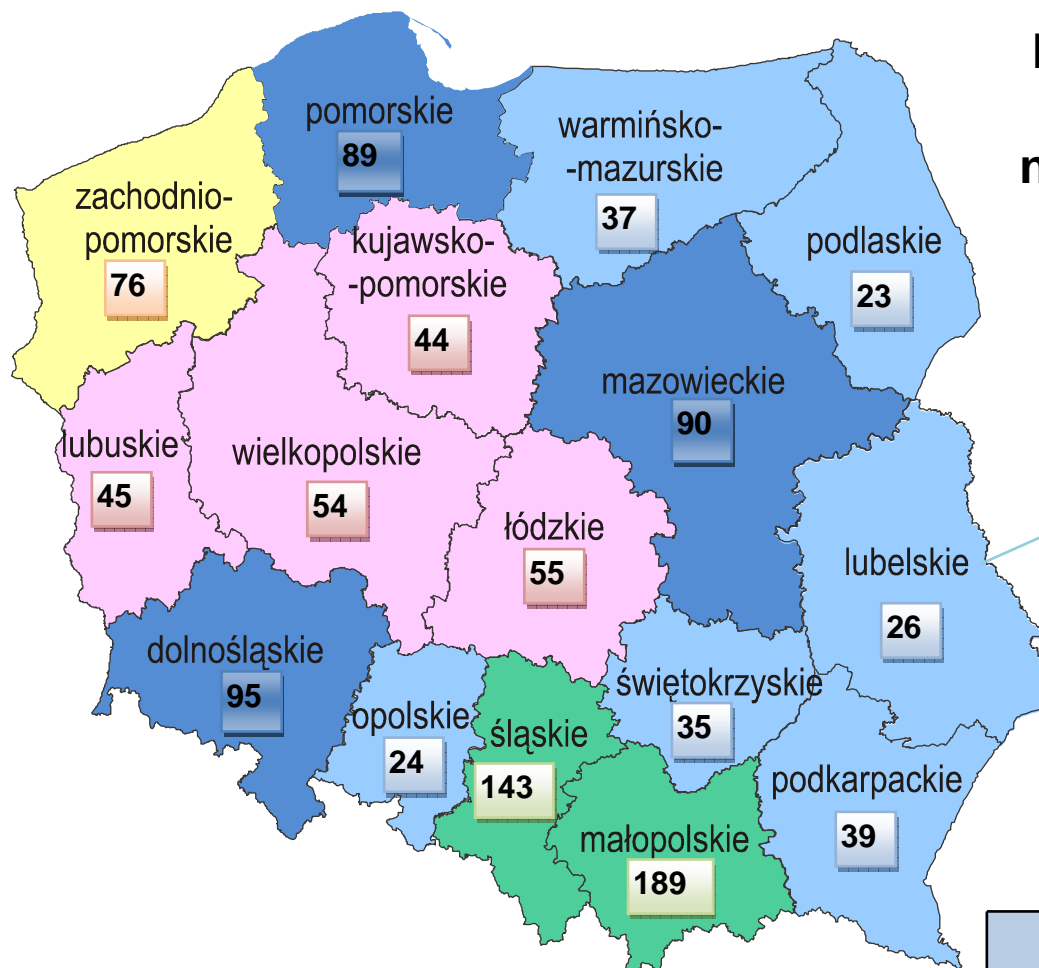 pomorskie
89
warmińsko-
-mazurskie
37
zachodnio-
pomorskie
76
kujawsko-
-pomorskie
44
podlaskie
23
mazowieckie
90
lubuskie
45
wielkopolskie
54
łódzkie
55
lubelskie
26
dolnośląskie
95
opolskie
24
śląskie
143
świętokrzyskie
35
małopolskie
189
podkarpackie
39
n